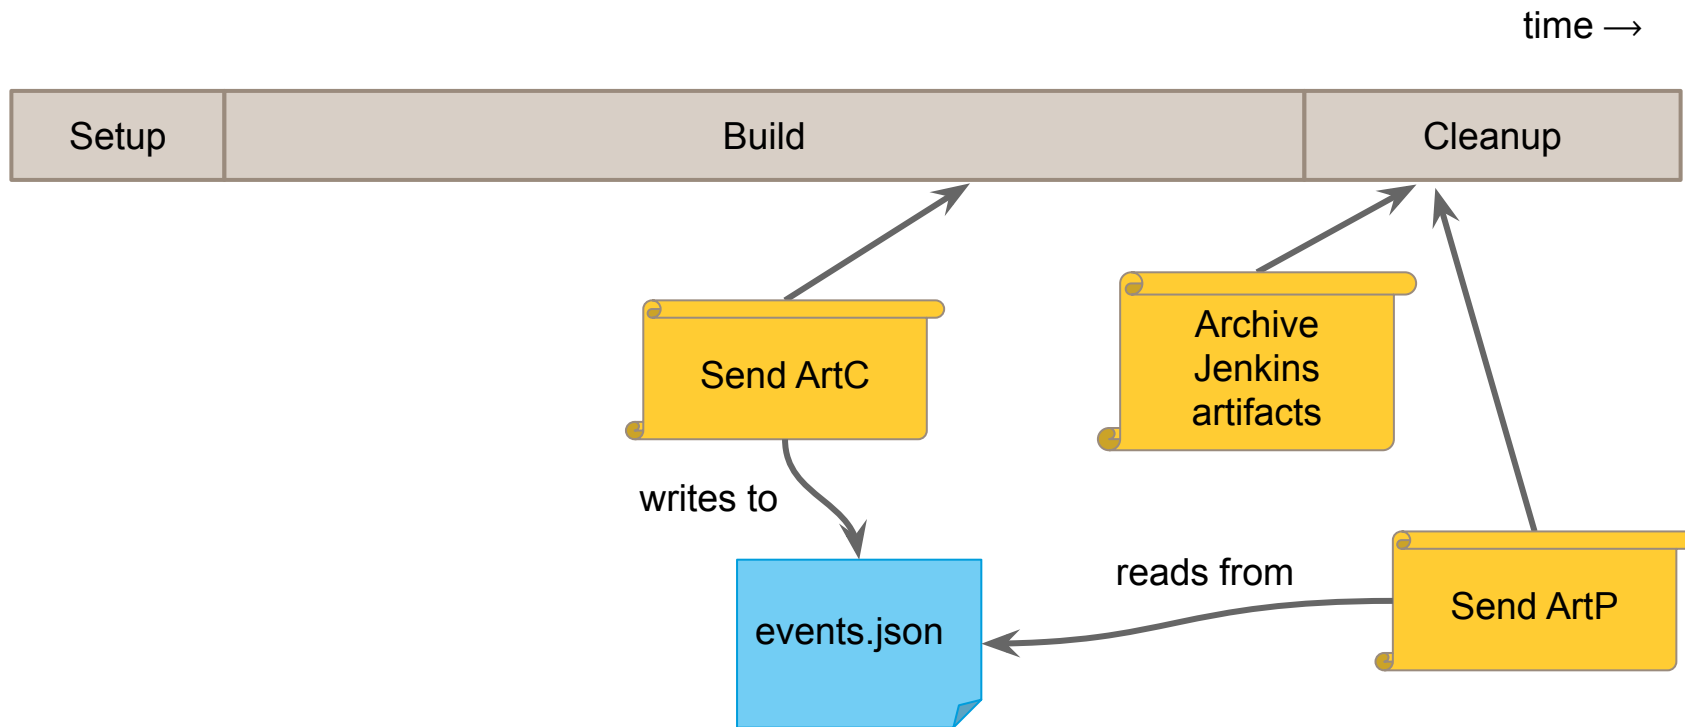 time →
Setup
Build
Cleanup
Send ArtC
Archive
Jenkins
artifacts
writes to
events.json
reads from
Send ArtP